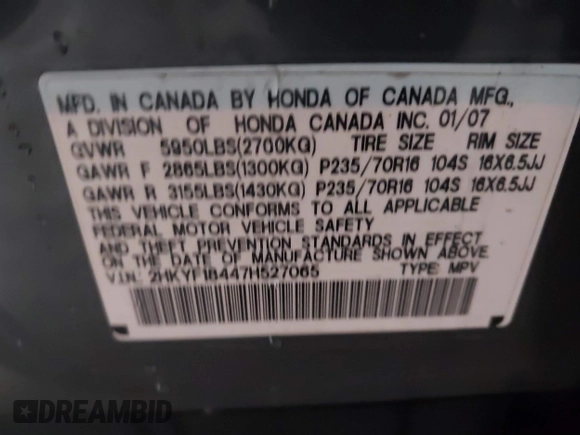 MFD. IN CANADA BY HONDA OF CANADA MFG.,
A DIVISION OF HONDA CANADA INC. 01/07
GVWR 5950LBS(2700KG) TIRE SIZE RIM SIZE
GAWR F 2865LBS(1300KG) P235/70R16 104S 16X6.5JJ
GAWR R 3155LBS(1430KG) P235/70R16 104S 16X6.5JJ
THIS VEHICLE CONFORMS TO ALL APPLICABLE
FEDERAL MOTOR VEHICLE SAFETY
AND THEFT PREVENTION STANDARDS IN EFFECT
ON THE DATE OF MANUFACTURE SHOWN ABOVE.
V.I.N. 2HKYF18447H527065 TYPE: MPV
DREAMBID